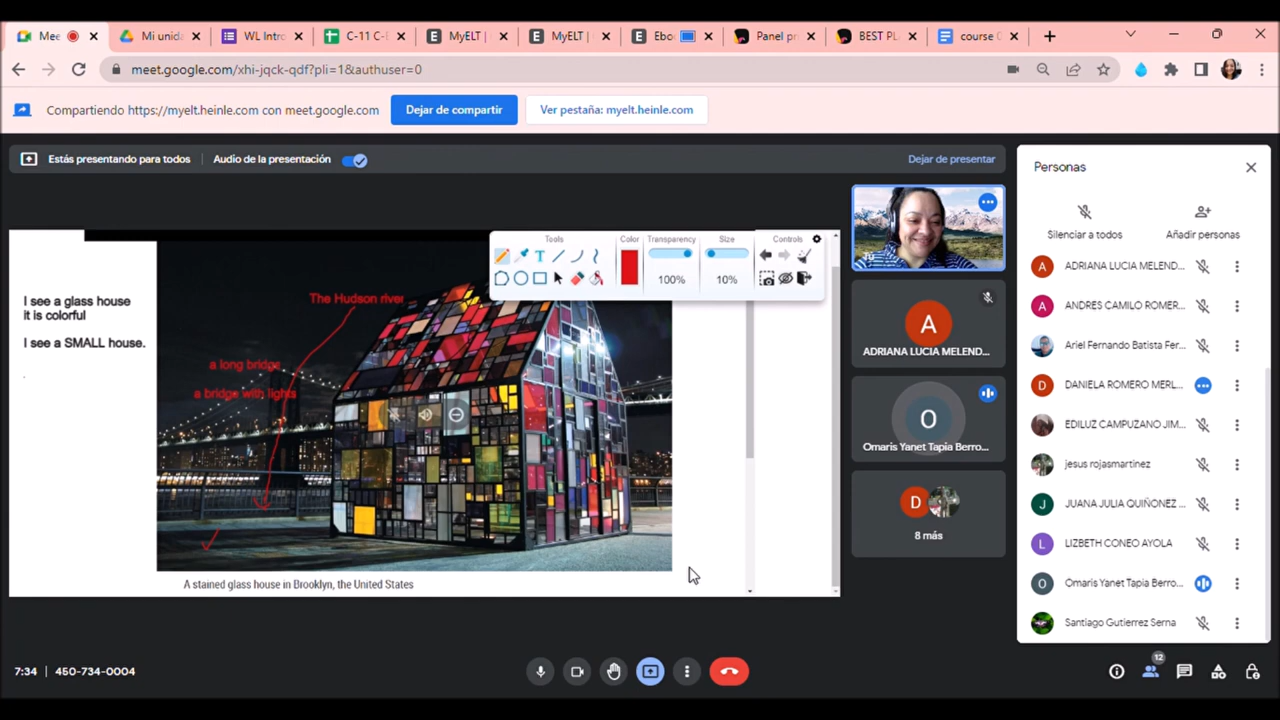 Mee
Mi unida
WL Intro
C-11 C-E
MyELT |
MyELT |
Ebo
Panel pr
BEST PL
course
meet.google.com/xhi-jqck-qdf?pli=1&authuser=0
Compartiendo https://myelt.heinle.com con meet.google.com
Dejar de compartir
Ver pestaña: myelt.heinle.com
Estás presentando para todos
Audio de la presentación
Dejar de presentar
Tools
Color
Transparency
Size
Controls
T
100%
10%
I see a glass house
it is colorful
I see a SMALL house.
The Hudson river
a long bridge
a bridge with lights
A stained glass house in Brooklyn, the United States
Tú
A
ADRIANA LUCIA MELEND...
O
Omaris Yanet Tapia Berro...
D
8 más
Personas
Silenciar a todos
Añadir personas
A ADRIANA LUCIA MELEND...
A ANDRES CAMILO ROMER...
Ariel Fernando Batista Fer...
D DANIELA ROMERO MERL...
EDILUZ CAMPUZANO JIM...
jesus rojasmartinez
J JUANA JULIA QUIÑONEZ ...
L LIZBETH CONEO AYOLA
O Omaris Yanet Tapia Berro...
Santiago Gutierrez Serna
7:34 | 450-734-0004
12